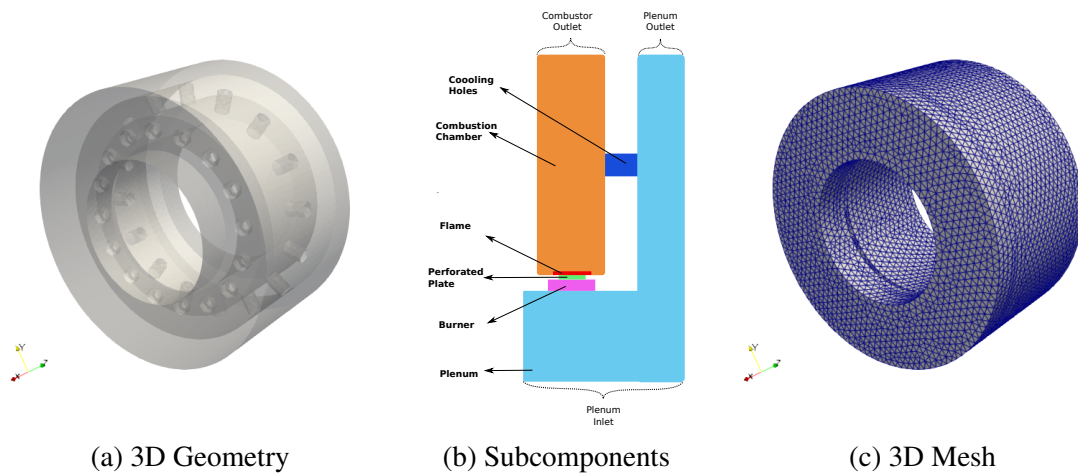 Combustor
Outlet
Plenum
Outlet
Coooling
Holes
Combustion
Chamber
Flame
Perforated
Plate
Burner
Plenum
Plenum
Inlet
Y
Z
X
Y
Z
X
(a) 3D Geometry
(b) Subcomponents
(c) 3D Mesh